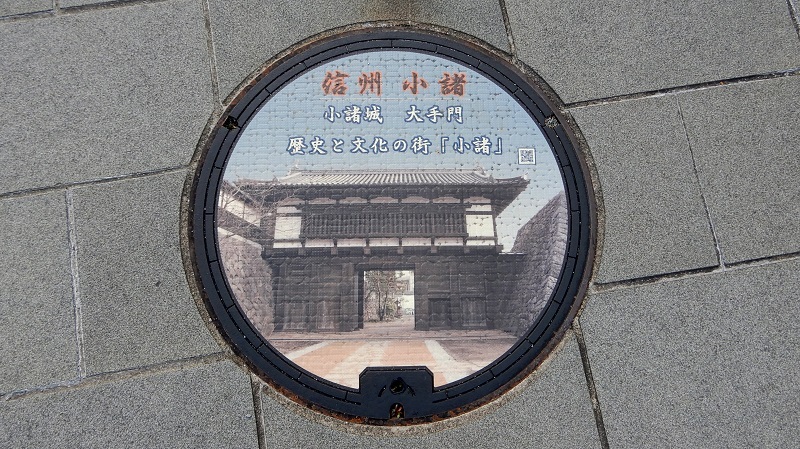 信州 小諸
小諸城 大手門
歴史と文化の街「小諸」